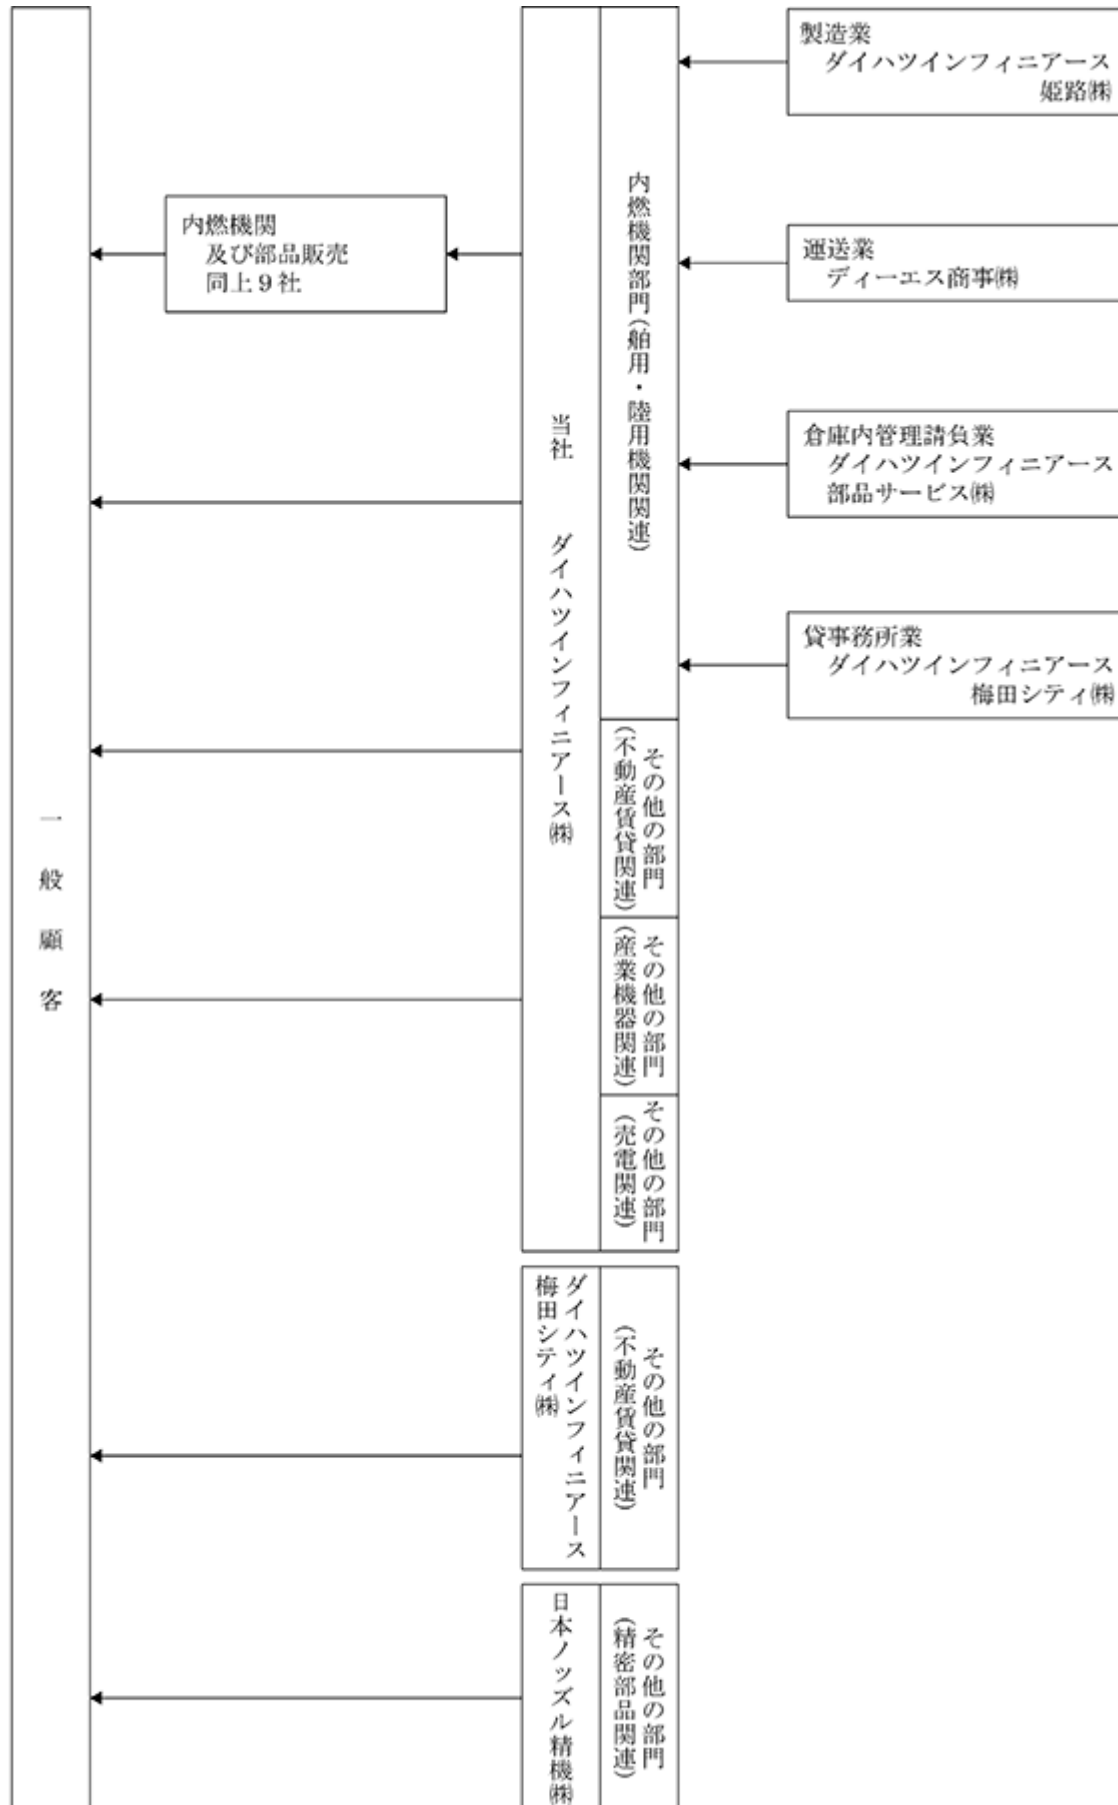 製造業
ダイハツインフィニアース
姫路㈱
内燃機関
及び部品販売
同上9社
運送業
ディーエス商事㈱
倉庫内管理請負業
ダイハツインフィニアース
部品サービス㈱
貸事務所業
ダイハツインフィニアース
梅田シティ㈱
内燃機関部門(舶用・陸用機関関連)
当社 ダイハツインフィニアース㈱
その他の部門
(不動産賃貸関連)
その他の部門
(産業機器関連)
その他の部門
(売電関連)
一般顧客
ダイハツインフィニアース
梅田シティ㈱
その他の部門
(不動産賃貸関連)
日本ノッズル精機㈱
その他の部門
(精密部品関連)